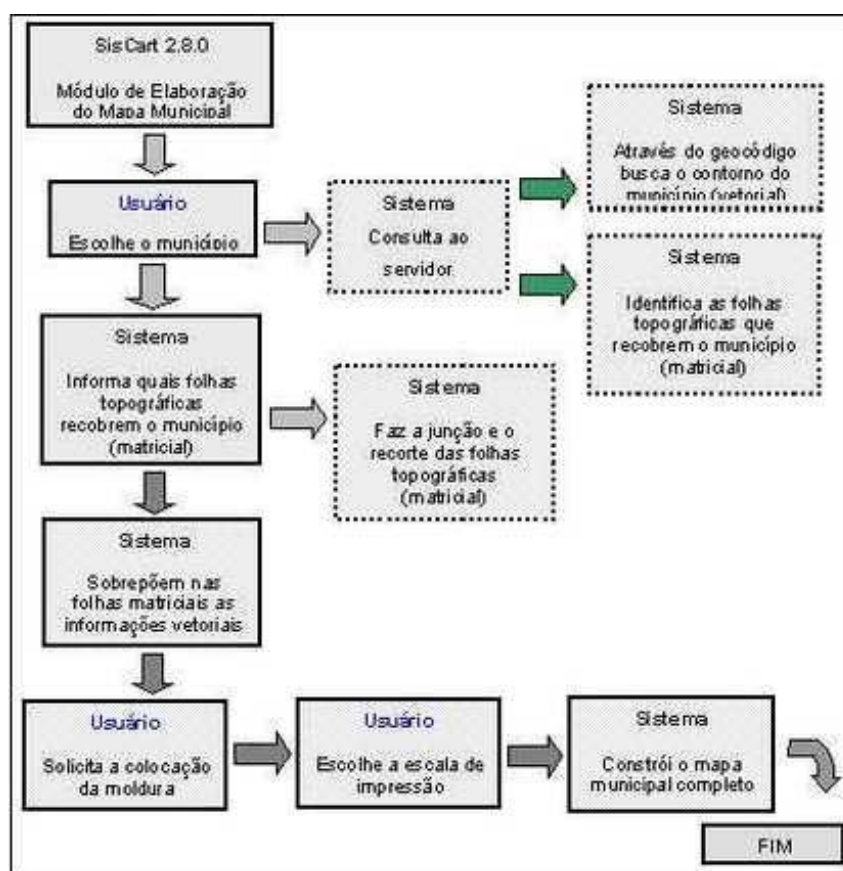 SisCart 2.8.0
Módulo de Elaboração
do Mapa Municipal
Usuário
Escolhe o município
Sistema
Consulta ao
servidor
Sistema
Através do geocódigo
busca o contorno do
município (vetorial)
Sistema
Identifica as folhas
topográficas que
recobrem o município
(matricial)
Sistema
Informa quais folhas
topográficas
recobrem o município
(matricial)
Sistema
Faz a junção e o
recorte das folhas
topográficas
(matricial)
Sistema
Sobrepõem nas
folhas matriciais as
informações vetoriais
Usuário
Solicita a colocação
da moldura
Usuário
Escolhe a escala de
impressão
Sistema
Constrói o mapa
municipal completo
FIM